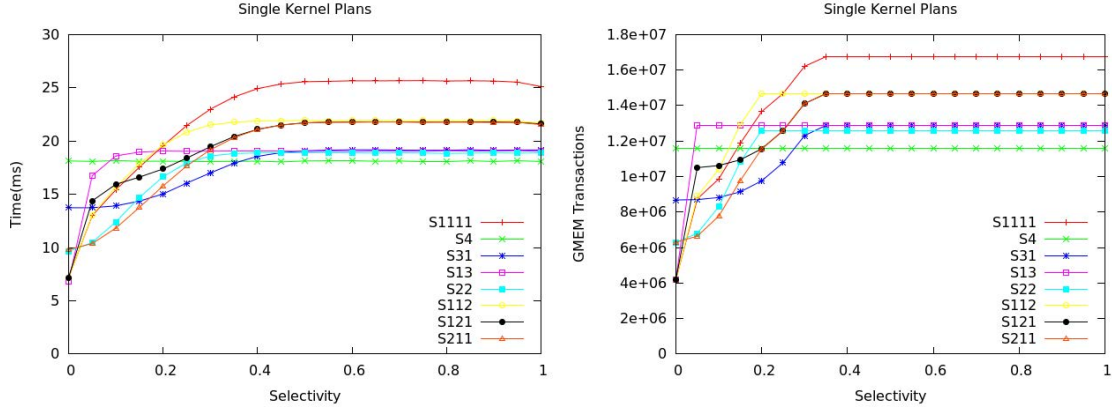 Single Kernel Plans
30
25
20
15
10
5
0
Time(ms)
0
0.2
0.4
0.6
0.8
1
Selectivity
S1111
S4
S31
S13
S22
S112
S121
S211
Single Kernel Plans
1.8e+07
1.6e+07
1.4e+07
1.2e+07
1e+07
8e+06
6e+06
4e+06
2e+06
0
GMEM Transactions
0
0.2
0.4
0.6
0.8
1
Selectivity
S1111
S4
S31
S13
S22
S112
S121
S211